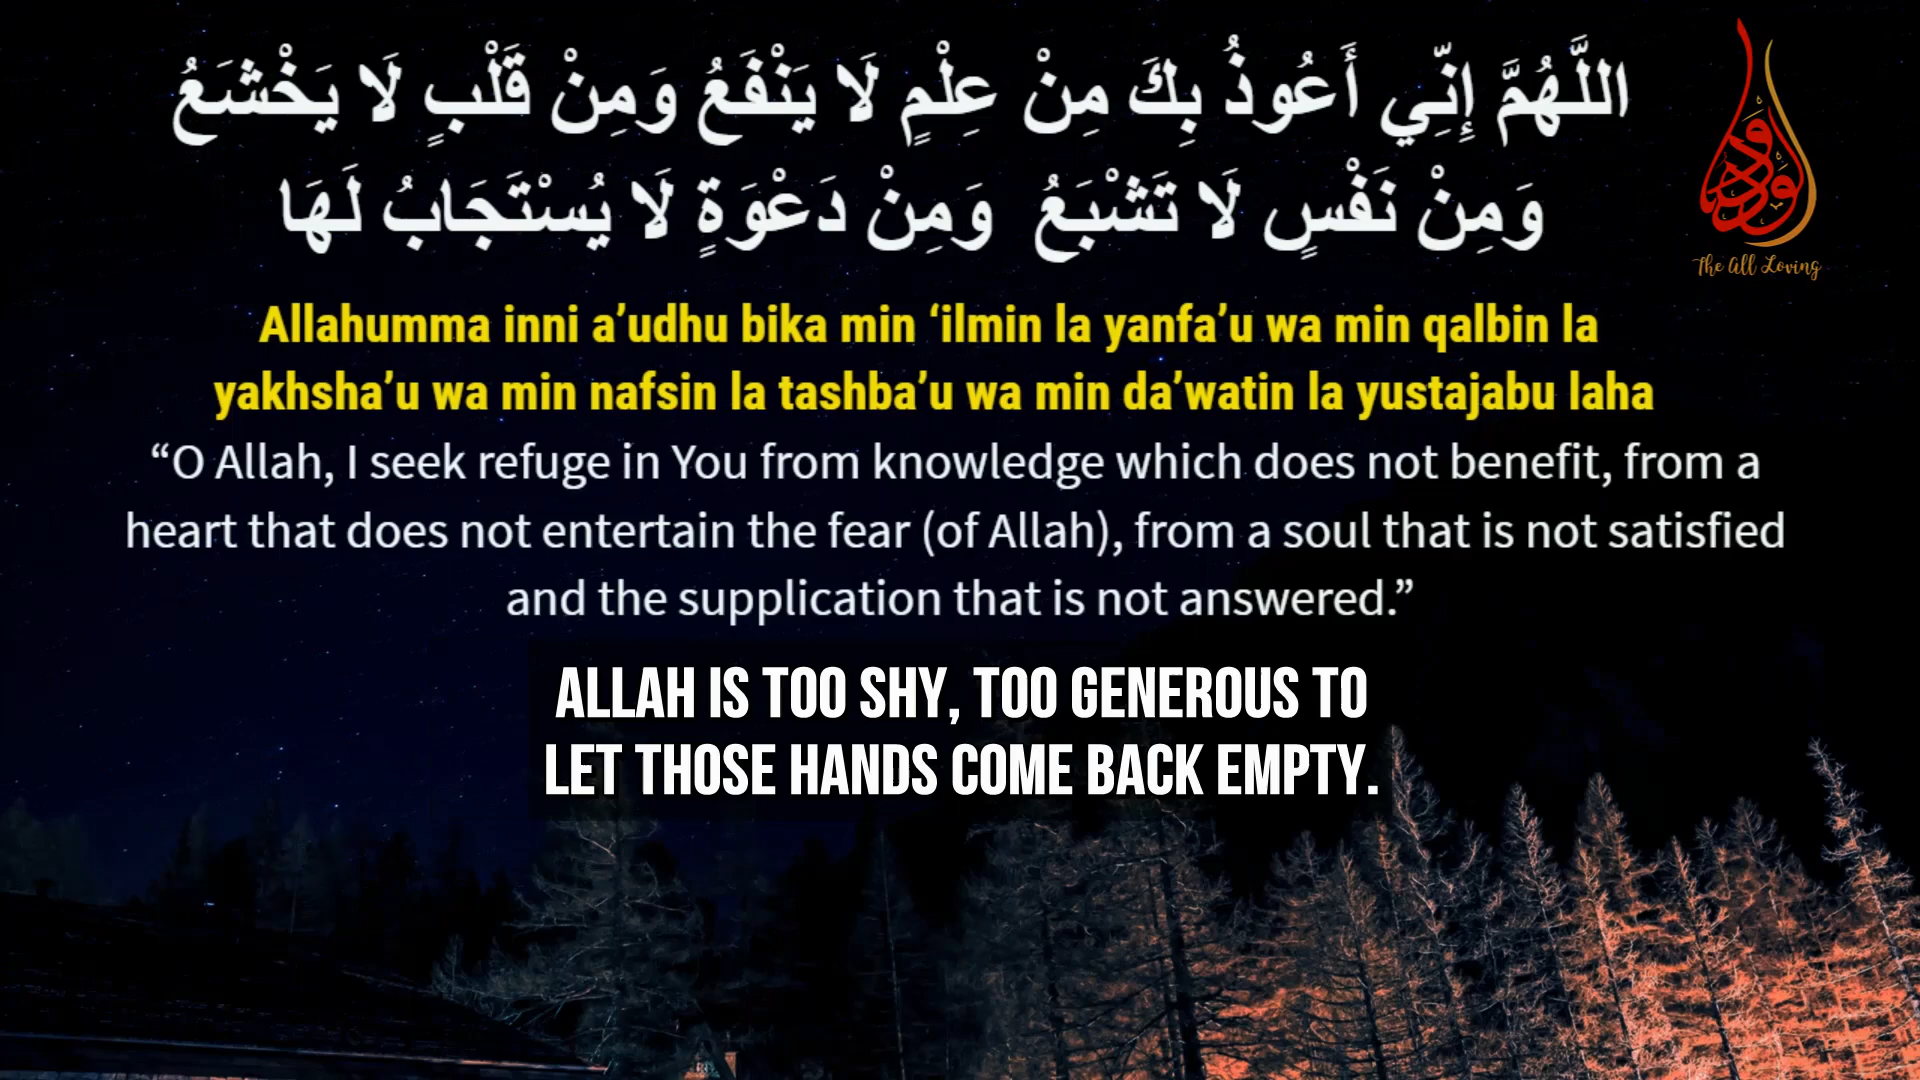 اللَّهُمَّ إِنِّي أَعُوذُ بِكَ مِنْ عِلْمٍ لَا يَنْفَعُ وَمِنْ قَلْبٍ لَا يَخْشَعُ
وَمِنْ نَفْسٍ لَا تَشْبَعُ وَمِنْ دَعْوَةٍ لَا يُسْتَجَابُ لَهَا
The All Loving
Allahumma inni a’udhu bika min ‘ilmin la yanfa’u wa min qalbin la
yakhsha’u wa min nafsin la tashba’u wa min da’watin la yustajabu laha
“O Allah, I seek refuge in You from knowledge which does not benefit, from a
heart that does not entertain the fear (of Allah), from a soul that is not satisfied
and the supplication that is not answered.”
ALLAH IS TOO SHY, TOO GENEROUS TO
LET THOSE HANDS COME BACK EMPTY.